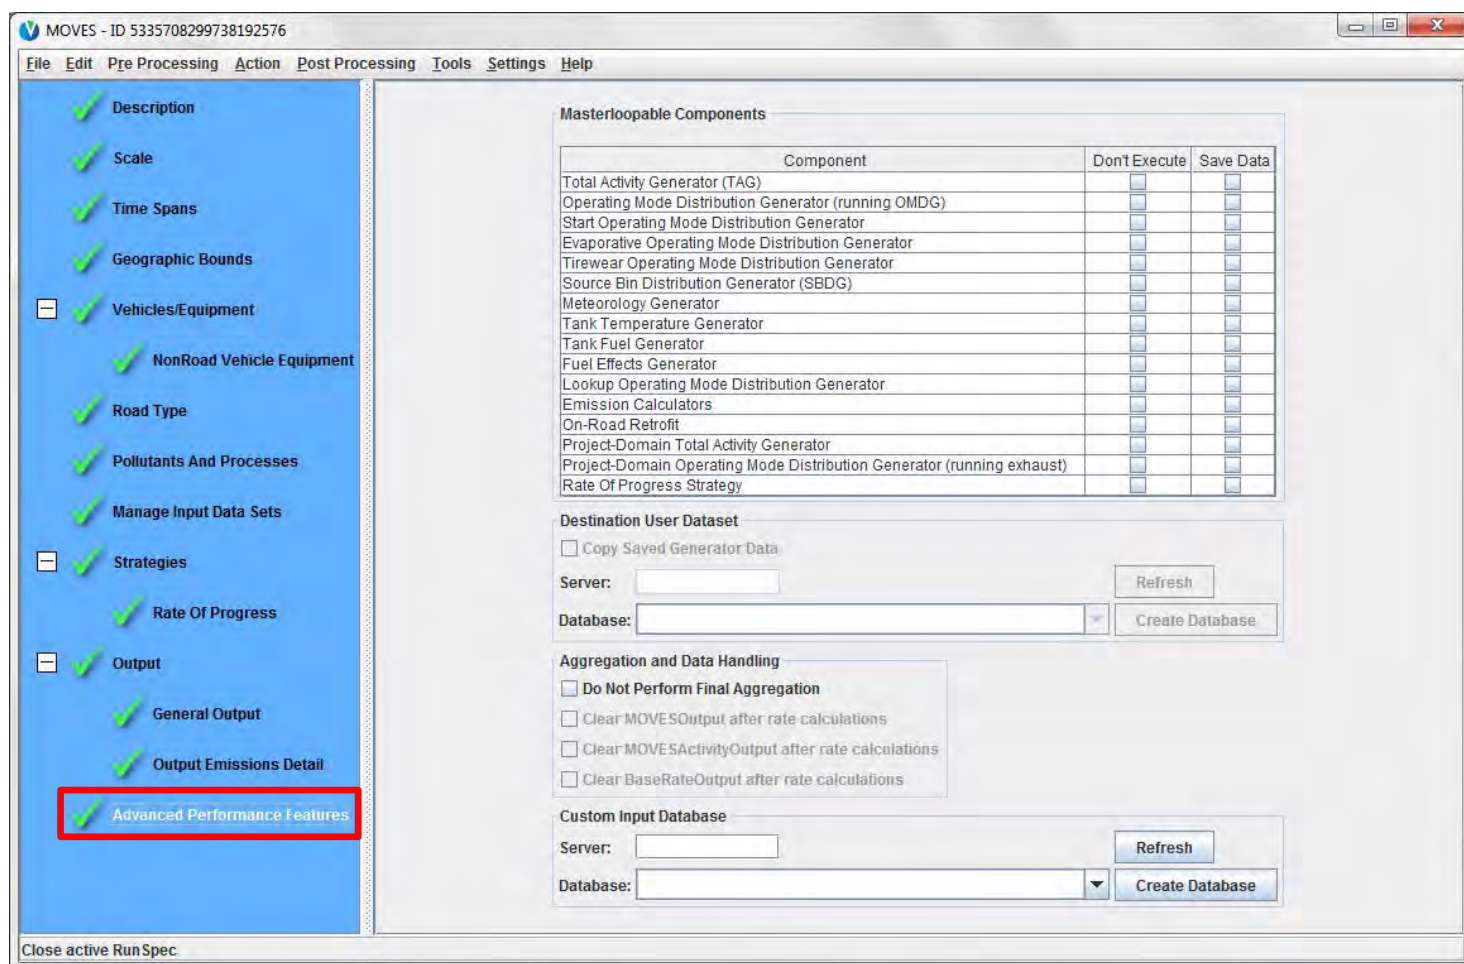 MOVES - ID 5335708299738192576
File Edit Pre Processing Action Post Processing Tools Settings Help
Description
Scale
Time Spans
Geographic Bounds
Vehicles/Equipment
NonRoad Vehicle Equipment
Road Type
Pollutants And Processes
Manage Input Data Sets
Strategies
Rate Of Progress
Output
General Output
Output Emissions Detail
Advanced Performance Features
Masterloopable Components
Component Don't Execute Save Data
Total Activity Generator (TAG)
Operating Mode Distribution Generator (running OMDG)
Start Operating Mode Distribution Generator
Evaporative Operating Mode Distribution Generator
Tirewear Operating Mode Distribution Generator
Source Bin Distribution Generator (SBDG)
Meteorology Generator
Tank Temperature Generator
Tank Fuel Generator
Fuel Effects Generator
Lookup Operating Mode Distribution Generator
Emission Calculators
On-Road Retrofit
Project-Domain Total Activity Generator
Project-Domain Operating Mode Distribution Generator (running exhaust)
Rate Of Progress Strategy
Destination User Dataset
Copy Saved Generator Data
Server: Refresh
Database: Create Database
Aggregation and Data Handling
Do Not Perform Final Aggregation
Clear MOVESOutput after rate calculations
Clear MOVESActivityOutput after rate calculations
Clear BaseRateOutput after rate calculations
Custom Input Database
Server: Refresh
Database: Create Database
Close active RunSpec